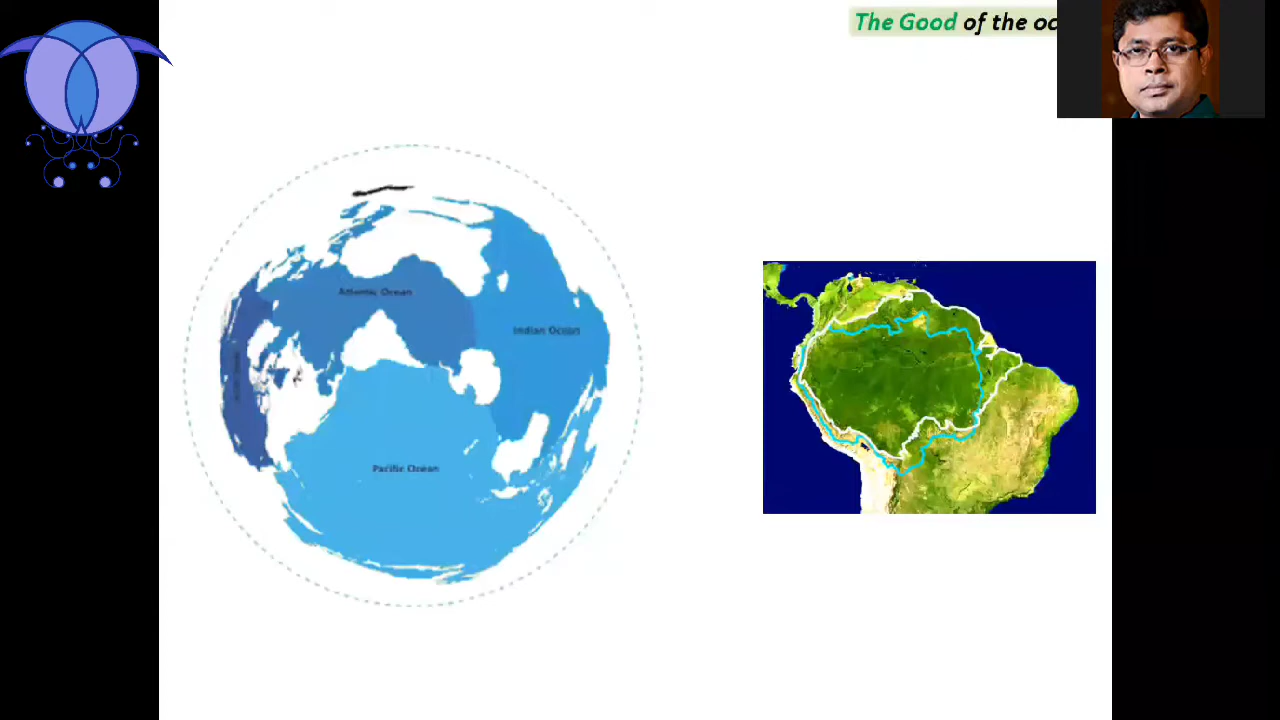 The Good of the oc
Atlantic Ocean
Indian Ocean
Pacific Ocean